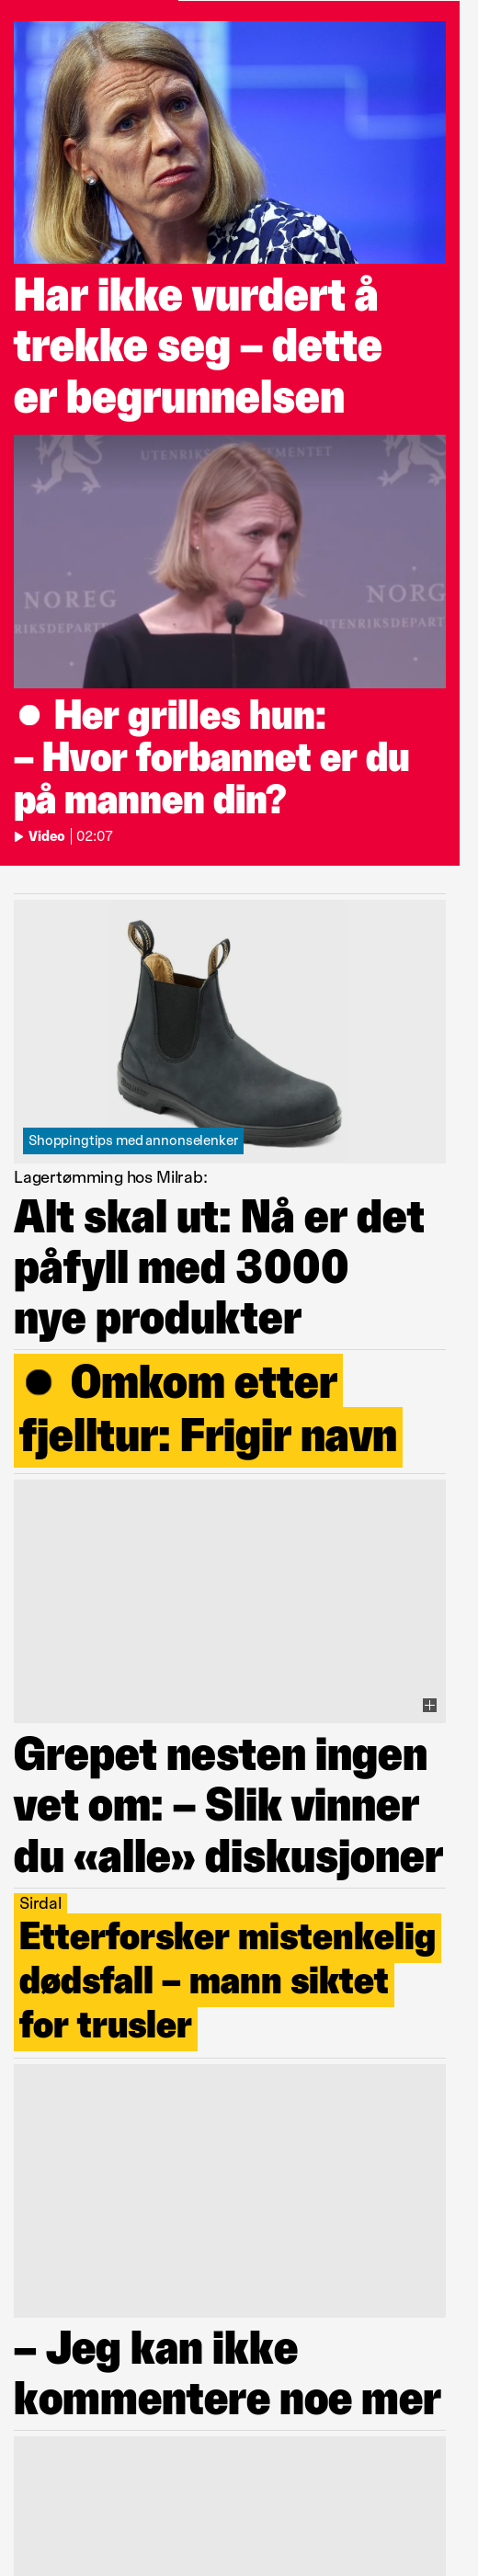 Har ikke vurdert å
trekke seg – dette
er begrunnelsen
UTENRIKSDEPARTEMENTET
NOREG
NORG
RIKSDEPARTE
UTENRIKSDEPART
● Her grilles hun:
– Hvor forbannet er du
på mannen din?
Video | 02:07
Shoppingtips med annonselenker
Lagertømming hos Milrab:
Alt skal ut: Nå er det
påfyll med 3000
nye produkter
● Omkom etter
fjelltur: Frigir navn
Grepet nesten ingen
vet om: – Slik vinner
du «alle» diskusjoner
Sirdal
Etterforsker mistenkelig
dødsfall – mann siktet
for trusler
– Jeg kan ikke
kommentere noe mer